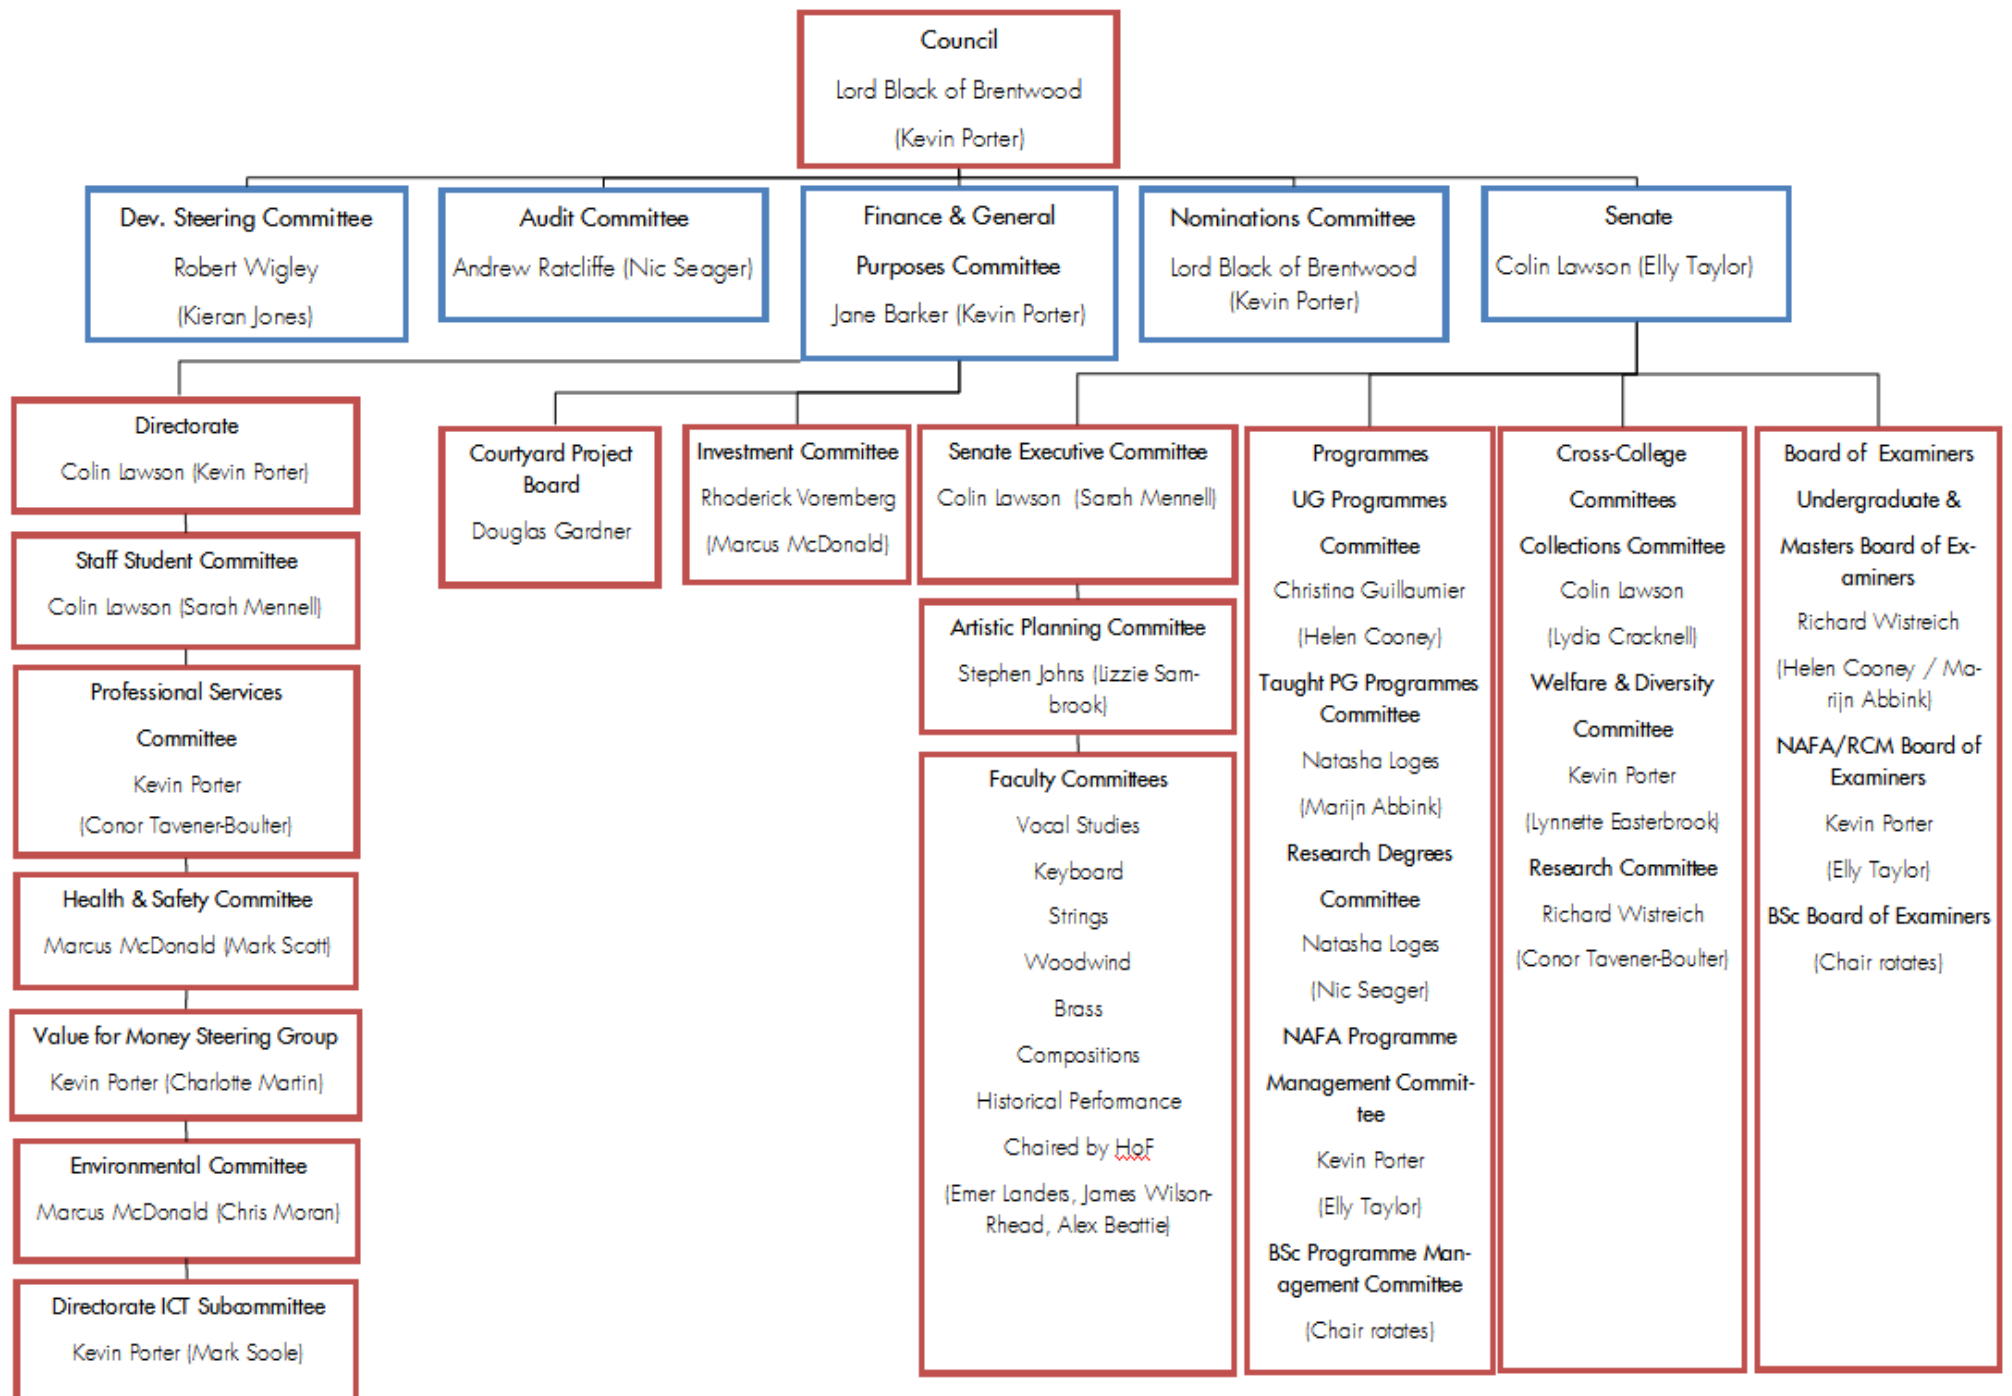 Council
Lord Black of Brentwood
(Kevin Porter)
Dev. Steering Committee
Robert Wigley
(Kieran Jones)
Audit Committee
Andrew Ratcliffe (Nic Seager)
Finance & General
Purposes Committee
Jane Barker (Kevin Porter)
Nominations Committee
Lord Black of Brentwood
(Kevin Porter)
Senate
Colin Lawson (Elly Taylor)
Directorate
Colin Lawson (Kevin Porter)
Staff Student Committee
Colin Lawson (Sarah Mennell)
Professional Services
Committee
Kevin Porter
(Conor Tavener-Boulter)
Health & Safety Committee
Marcus McDonald (Mark Scott)
Value for Money Steering Group
Kevin Porter (Charlotte Martin)
Environmental Committee
Marcus McDonald (Chris Moran)
Directorate ICT Subcommittee
Kevin Porter (Mark Soole)
Courtyard Project
Board
Douglas Gardner
Investment Committee
Rhoderick Voremberg
(Marcus McDonald)
Senate Executive Committee
Colin Lawson (Sarah Mennell)
Artistic Planning Committee
Stephen Johns (Lizzie Sam-
brook)
Faculty Committees
Vocal Studies
Keyboard
Strings
Woodwind
Brass
Compositions
Historical Performance
Chaired by HoF
(Emer Landers, James Wilson-
Rhead, Alex Beattie)
Programmes
UG Programmes
Committee
Christina Guillaumier
(Helen Cooney)
Taught PG Programmes
Committee
Natasha Loges
(Marijn Abbink)
Research Degrees
Committee
Natasha Loges
(Nic Seager)
NAFA Programme
Management Commit-
tee
Kevin Porter
(Elly Taylor)
BSc Programme Man-
agement Committee
(Chair rotates)
Cross-College
Committees
Collections Committee
Colin Lawson
(Lydia Cracknell)
Welfare & Diversity
Committee
Kevin Porter
(Lynnette Easterbrook)
Research Committee
Richard Wistreich
(Conor Tavener-Boulter)
Board of Examiners
Undergraduate &
Masters Board of Ex-
aminers
Richard Wistreich
(Helen Cooney / Ma-
rijn Abbink)
NAFA/RCM Board of
Examiners
Kevin Porter
(Elly Taylor)
BSc Board of Examiners
(Chair rotates)